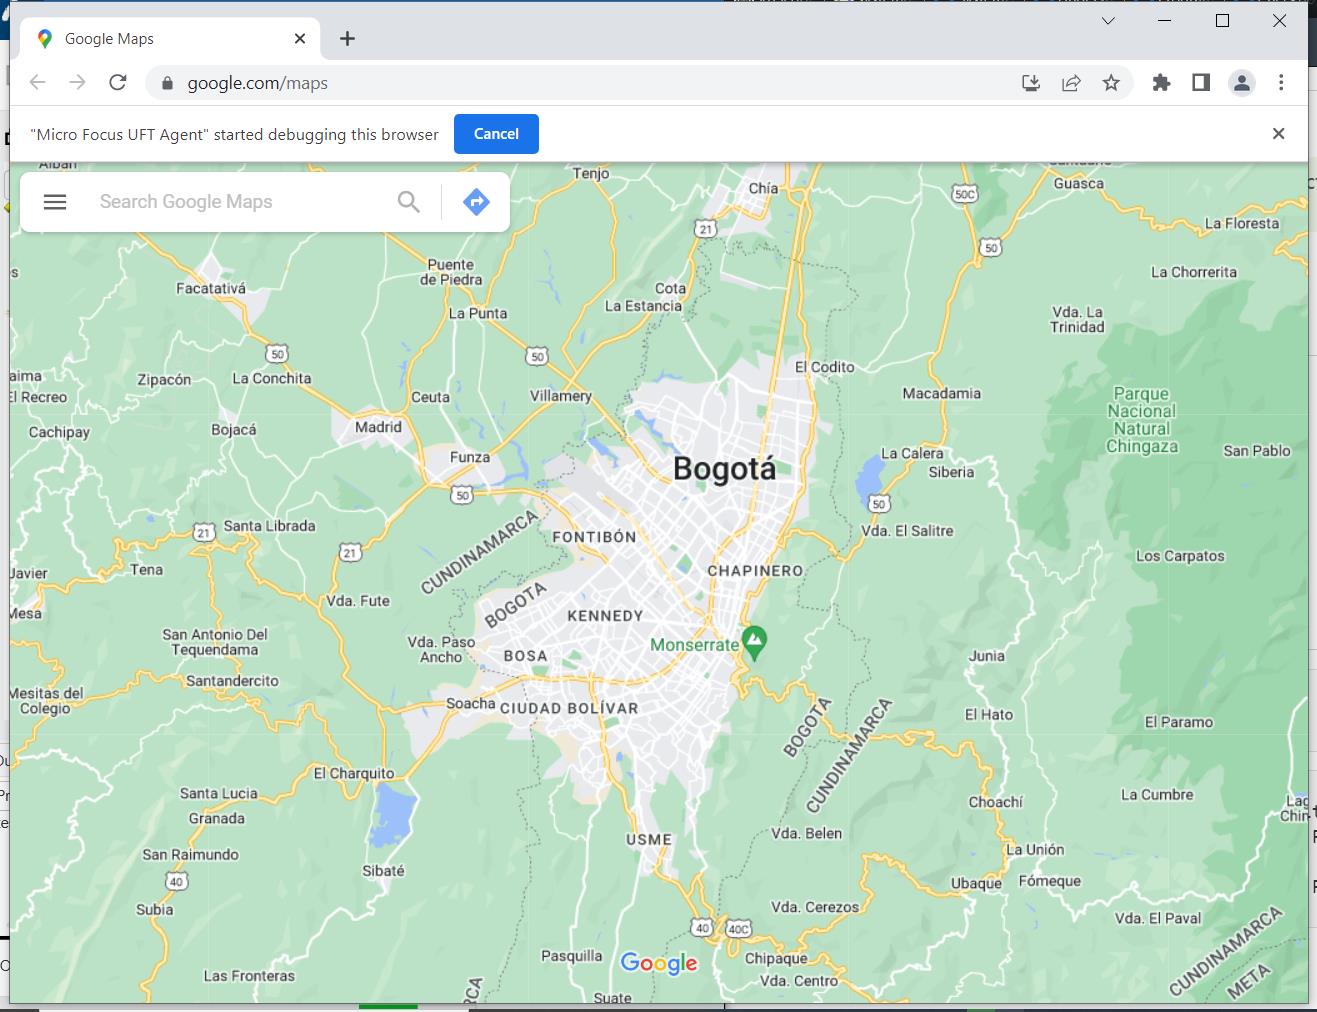 Google Maps
google.com/maps
"Micro Focus UFT Agent" started debugging this browser
Cancel
Search Google Maps
Alban
Tenjo
Chía
50C
Guasca
21
50
La Floresta
Puente
de Piedra
La Chorrerita
Facatativá
Cota
La Estancia
La Punta
Vda. La
Trinidad
50
50
El Codito
Zipacón
La Conchita
Ceuta
Villamery
Macadamia
El Recreo
Parque
Nacional
Natural
Chingaza
Cachipay
Bojacá
Madrid
Funza
Bogotá
La Calera
Siberia
San Pablo
50
50
Santa Librada
21
FONTIBÓN
Vda. El Salitre
21
CUNDINAMARCA
Los Carpatos
Javier
Tena
CHAPINERO
Vda. Fute
BOGOTA
KENNEDY
Mesa
San Antonio Del
Tequendama
Vda. Paso
Ancho
BOSA
Monserrate
Junia
Santandercito
Mesitas del
Colegio
Soacha
CIUDAD BOLÍVAR
BOGOTA
CUNDINAMARCA
El Hato
El Paramo
El Charquito
Santa Lucia
Granada
Choachí
La Cumbre
USME
Vda. Belen
San Raimundo
Sibaté
La Unión
40
Ubaque
Fómeque
Subia
Vda. Cerezos
Vda. El Paval
40
40C
Pasquilla
Google
Chipaque
CUNDINAMARCA
Las Fronteras
Vda. Centro
META
Suate